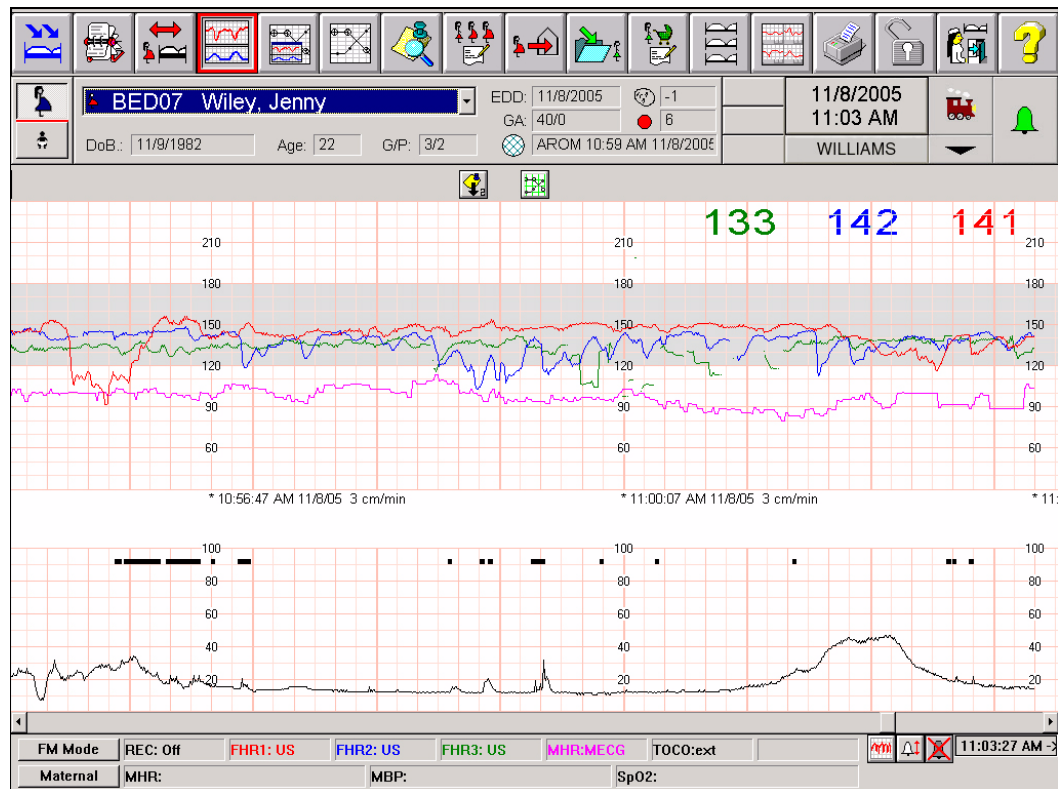 BED07 Wiley, Jenny
EDD: 11/8/2005 -1
GA: 40/0 6
DoB.: 11/9/1982 Age: 22 G/P: 3/2 AROM 10:59 AM 11/8/2005
11/8/2005
11:03 AM
WILLIAMS
2
133 142 141
210 210 210
180 180 180
150 150 150
120 120 120
90 90 90
60 60 60
* 10:56:47 AM 11/8/05 3 cm/min * 11:00:07 AM 11/8/05 3 cm/min * 11:
100 100 100
80 80 80
60 60 60
40 40 40
20 20 20
FM Mode REC: Off FHR1: US FHR2: US FHR3: US MHR:MECG TOCO:ext 11:03:27 AM ->
Maternal MHR: MBP: SpO2: